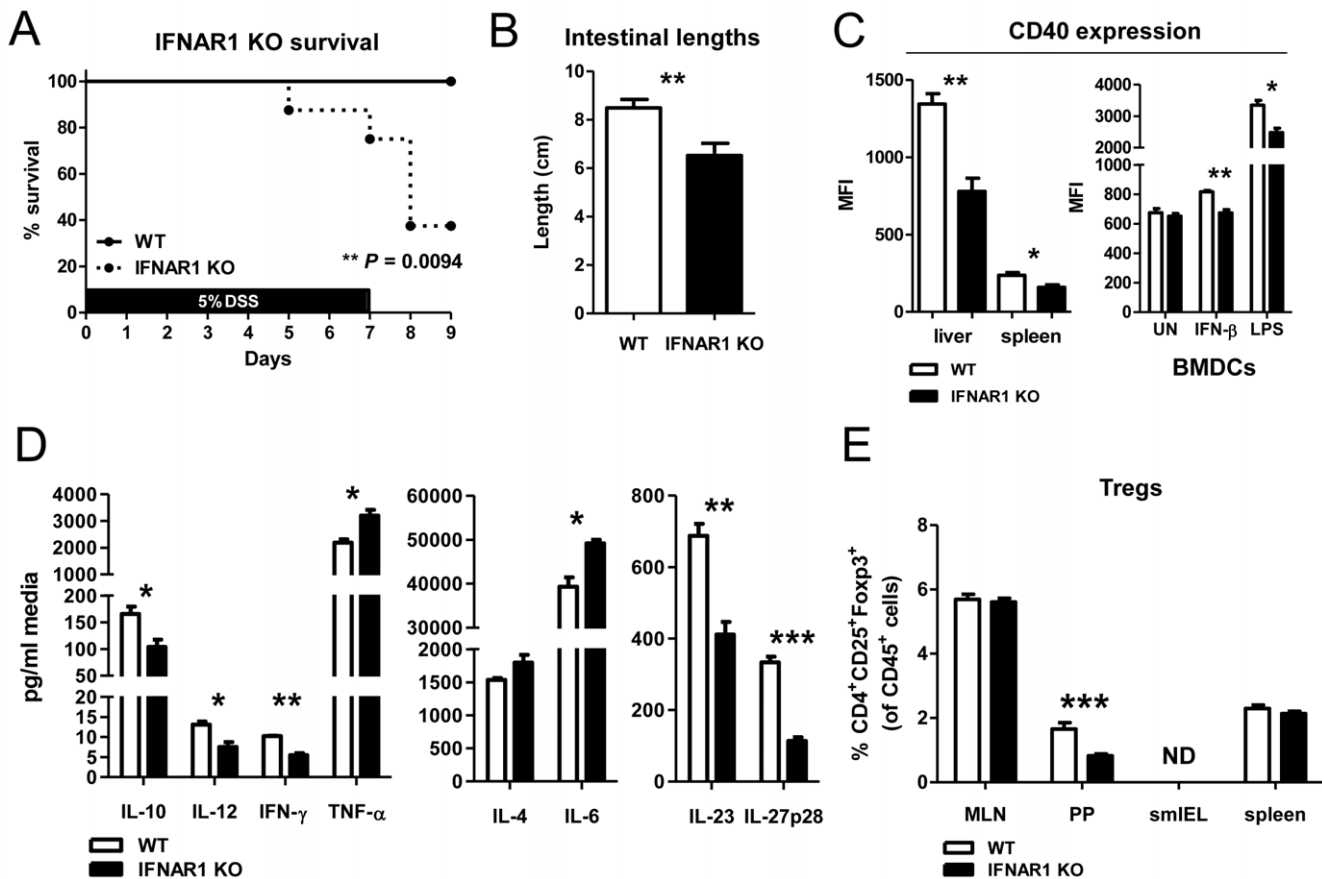 A
IFNAR1 KO survival
% survival
100
80
60
40
20
0
WT
IFNAR1 KO
** P = 0.0094
5% DSS
0 1 2 3 4 5 6 7 8 9
Days
B
Intestinal lengths
Length (cm)
10
8
6
4
2
0
**
WT IFNAR1 KO
C
CD40 expression
MFI
1500
1000
500
0
**
*
liver spleen
WT
IFNAR1 KO
MFI
4000
3000
2000
1000
800
600
400
200
0
**
*
UN IFN-β LPS
BMDCs
D
pg/ml media
4000
3000
2000
1000
200
150
100
50
25
20
15
10
5
0
*
*
**
*
IL-10 IL-12 IFN-γ TNF-α
WT
IFNAR1 KO
60000
50000
40000
30000
2000
1500
1000
500
0
*
IL-4 IL-6
800
600
400
200
0
**
***
IL-23 IL-27p28
E
Tregs
% CD4+CD25+Foxp3+
(of CD45+ cells)
8
6
4
2
0
***
ND
MLN PP smIEL spleen
WT
IFNAR1 KO